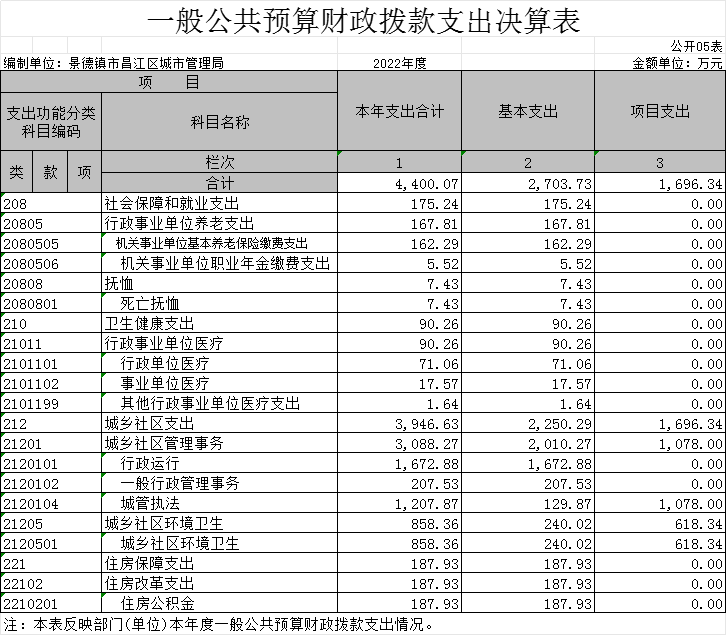 一般公共预算财政拨款支出决算表
公开05表
编制单位：景德镇市昌江区城市管理局 2022年度 金额单位：万元
项 目 本年支出合计 基本支出 项目支出
支出功能分类科目编码 科目名称
类 款 项 栏次 1 2 3
合计 4,400.07 2,703.73 1,696.34
208 社会保障和就业支出 175.24 175.24 0.00
20805 行政事业单位养老支出 167.81 167.81 0.00
2080505 机关事业单位基本养老保险缴费支出 162.29 162.29 0.00
2080506 机关事业单位职业年金缴费支出 5.52 5.52 0.00
20808 抚恤 7.43 7.43 0.00
2080801 死亡抚恤 7.43 7.43 0.00
210 卫生健康支出 90.26 90.26 0.00
21011 行政事业单位医疗 90.26 90.26 0.00
2101101 行政单位医疗 71.06 71.06 0.00
2101102 事业单位医疗 17.57 17.57 0.00
2101199 其他行政事业单位医疗支出 1.64 1.64 0.00
212 城乡社区支出 3,946.63 2,250.29 1,696.34
21201 城乡社区管理事务 3,088.27 2,010.27 1,078.00
2120101 行政运行 1,672.88 1,672.88 0.00
2120102 一般行政管理事务 207.53 207.53 0.00
2120104 城管执法 1,207.87 129.87 1,078.00
21205 城乡社区环境卫生 858.36 240.02 618.34
2120501 城乡社区环境卫生 858.36 240.02 618.34
221 住房保障支出 187.93 187.93 0.00
22102 住房改革支出 187.93 187.93 0.00
2210201 住房公积金 187.93 187.93 0.00
注：本表反映部门(单位)本年度一般公共预算财政拨款支出情况。